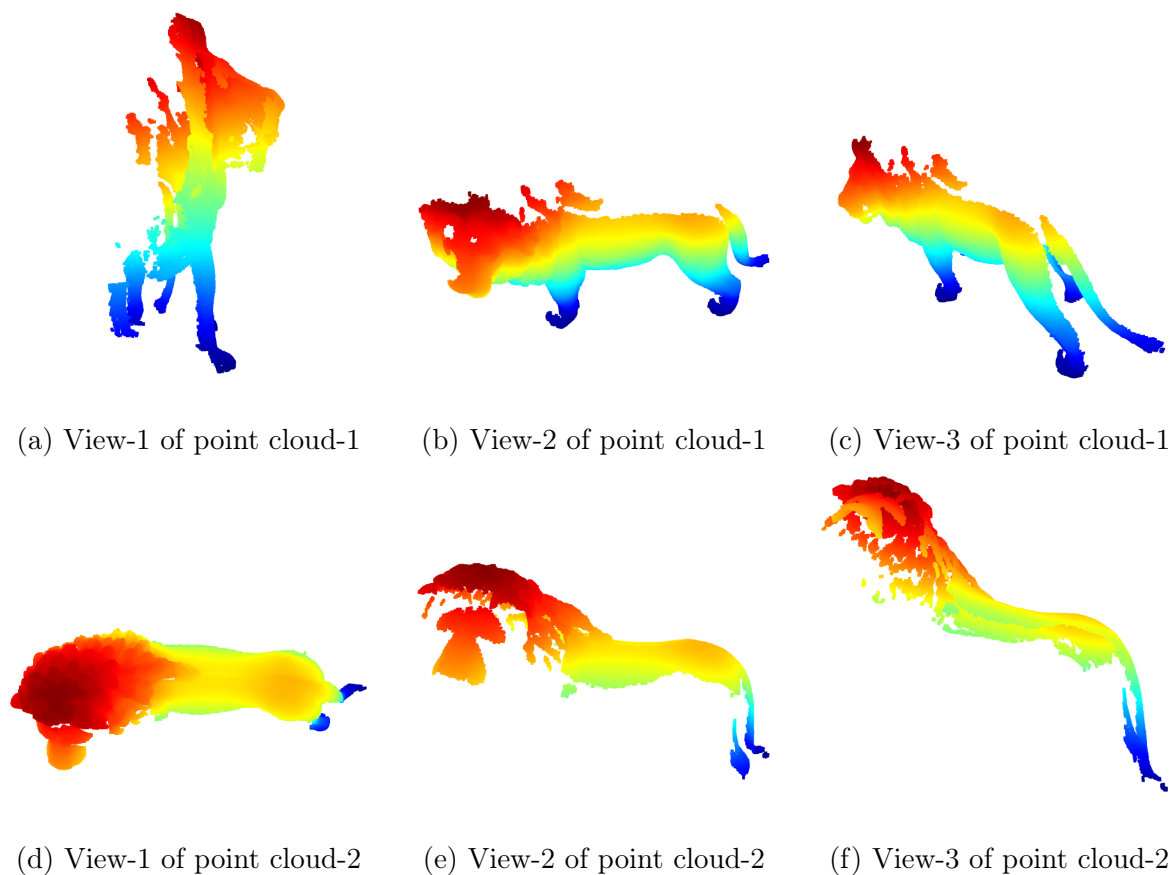 (a) View-1 of point cloud-1
(b) View-2 of point cloud-1
(c) View-3 of point cloud-1
(d) View-1 of point cloud-2
(e) View-2 of point cloud-2
(f) View-3 of point cloud-2